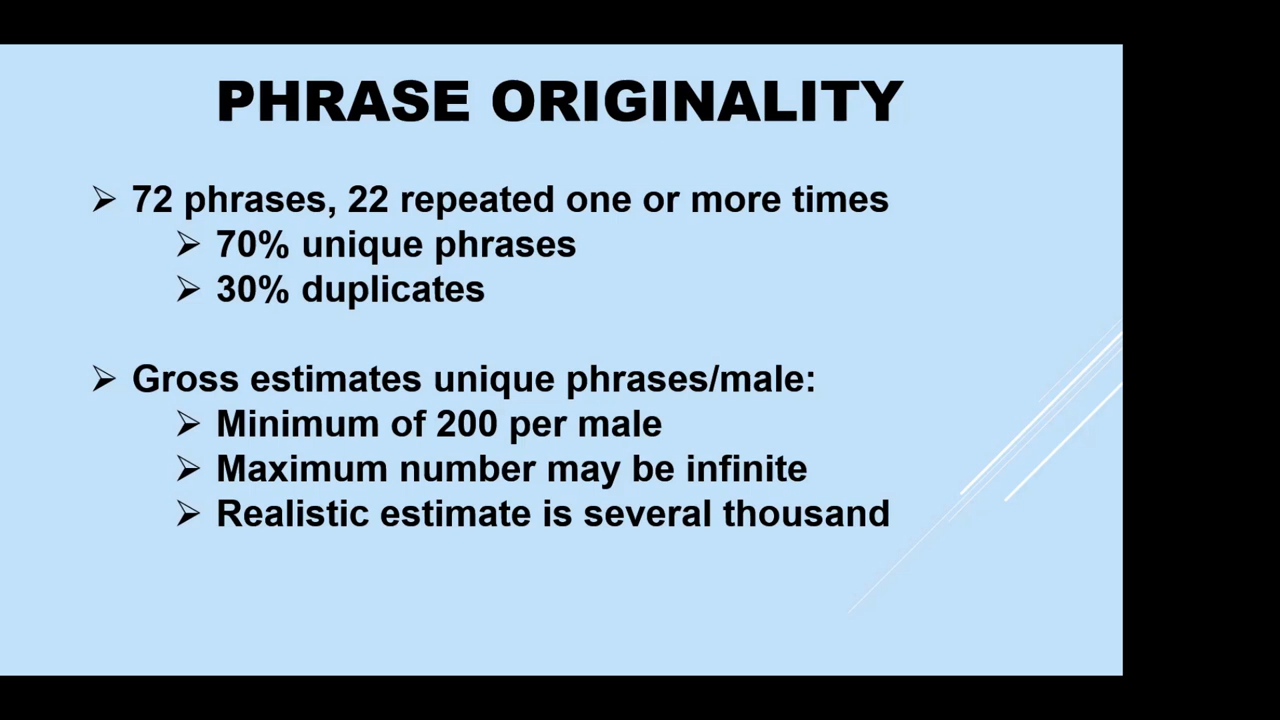 PHRASE ORIGINALITY
➢ 72 phrases, 22 repeated one or more times
➢ 70% unique phrases
➢ 30% duplicates
➢ Gross estimates unique phrases/male:
➢ Minimum of 200 per male
➢ Maximum number may be infinite
➢ Realistic estimate is several thousand